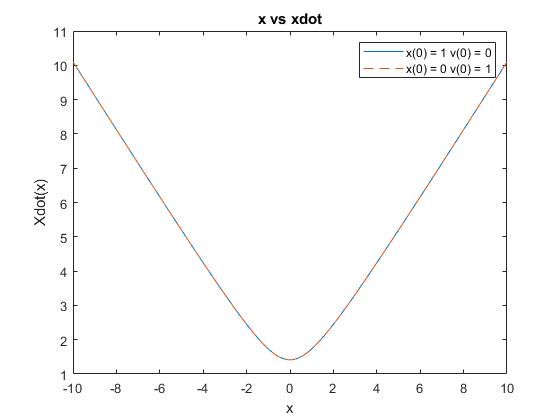 x vs xdot
x(0) = 1 v(0) = 0
x(0) = 0 v(0) = 1
Xdot(x)
11
10
9
8
7
6
5
4
3
2
1
-10 -8 -6 -4 -2 0 2 4 6 8 10
x